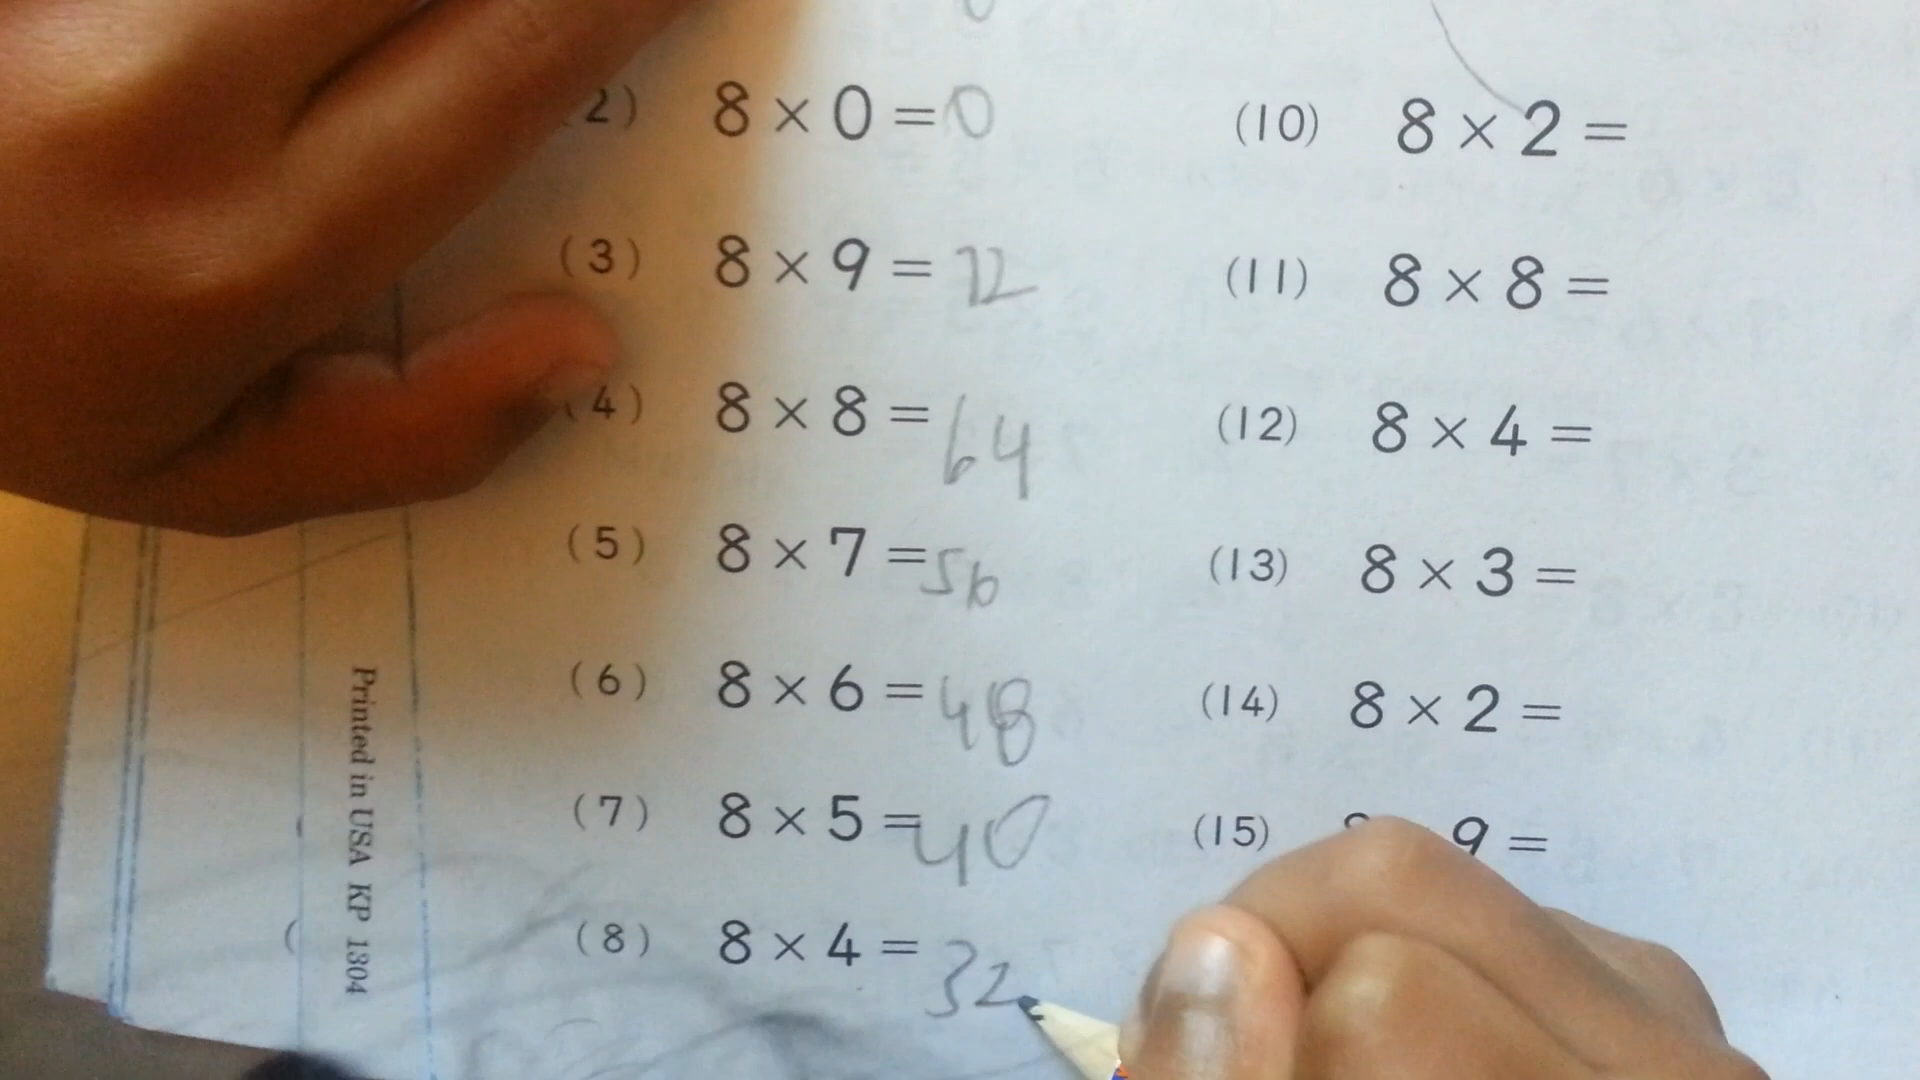 2) 8 × 0 = 0
(3) 8 × 9 = 72
(4) 8 × 8 = 64
(5) 8 × 7 = 56
(6) 8 × 6 = 48
(7) 8 × 5 = 40
(8) 8 × 4 = 32
(10) 8 × 2 =
(11) 8 × 8 =
(12) 8 × 4 =
(13) 8 × 3 =
(14) 8 × 2 =
(15) 9 =
Printed in USA KP 1304